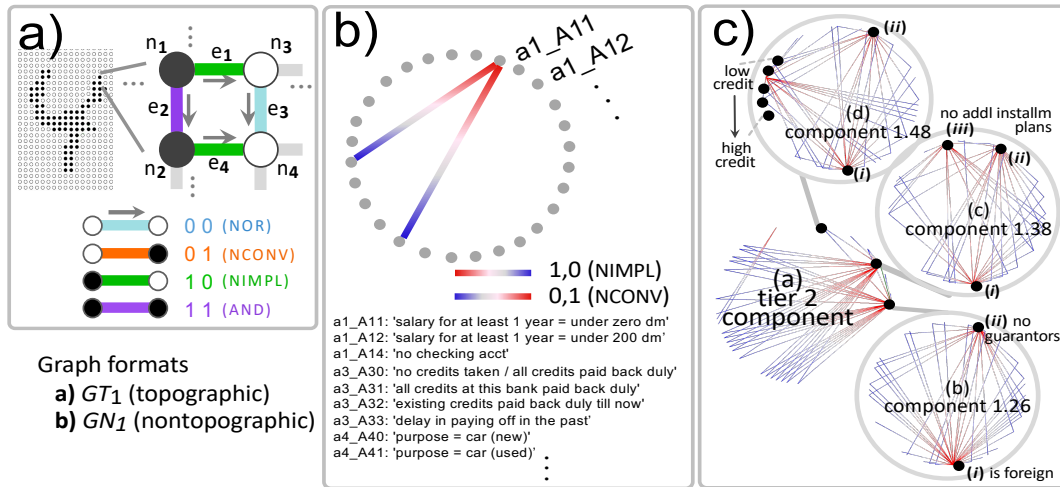 a)
n1
e1
n3
e2
e3
n2
e4
n4
0 0 (NOR)
0 1 (NCONV)
1 0 (NIMPL)
1 1 (AND)
Graph formats
a) GT1 (topographic)
b) GN1 (nontopographic)
b)
a1_A11
a1_A12
1,0 (NIMPL)
0,1 (NCONV)
a1_A11: 'salary for at least 1 year = under zero dm'
a1_A12: 'salary for at least 1 year = under 200 dm'
a1_A14: 'no checking acct'
a3_A30: 'no credits taken / all credits paid back duly'
a3_A31: 'all credits at this bank paid back duly'
a3_A32: 'existing credits paid back duly till now'
a3_A33: 'delay in paying off in the past'
a4_A40: 'purpose = car (new)'
a4_A41: 'purpose = car (used)'
c)
(ii)
low
credit
high
credit
(d)
component 1.48
(i)
no addl installm
plans
(iii)
(ii)
(c)
component 1.38
(i)
(a)
tier 2
component
(ii) no
guarantors
(b)
component 1.26
(i) is foreign